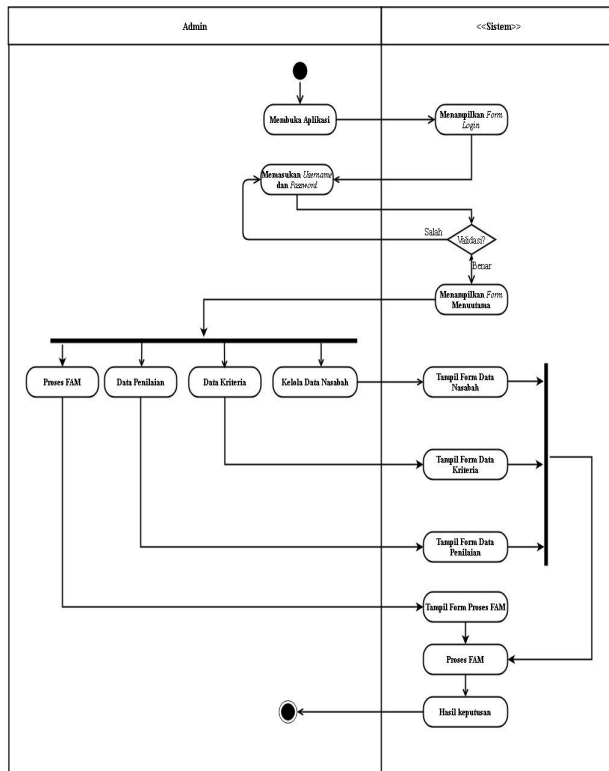 Admin
<<Sistem>>
Membuka Aplikasi
Menampilkan Form
Login
Memasukan Username
dan Password
Salah
Validasi?
Benar
Menampilkan Form
Menuutama
Proses FAM
Data Penilaian
Data Kriteria
Kelola Data Nasabah
Tampil Form Data
Nasabah
Tampil Form Data
Kriteria
Tampil Form Data
Penilaian
Tampil Form Proses FAM
Proses FAM
Hasil keputusan